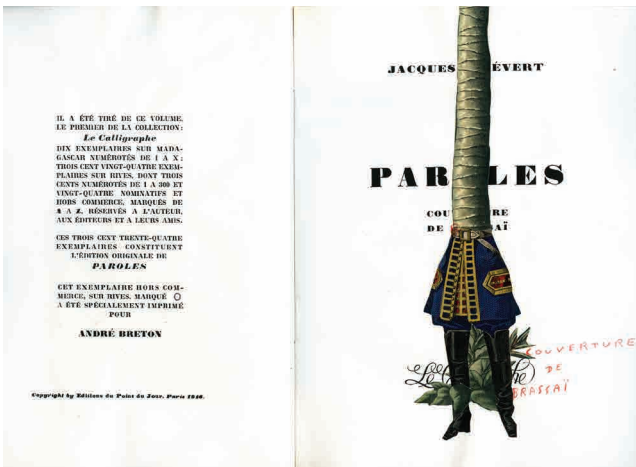 IL A ÉTÉ TIRÉ DE CE VOLUME,
LE PREMIER DE LA COLLECTION:
Le Calligraphe
DIX EXEMPLAIRES SUR MADA-
GASCAR NUMÉROTÉS DE I A X;
TROIS CENT VINGT-QUATRE EXEM-
PLAIRES SUR RIVES, DONT TROIS
CENTS NUMÉROTÉS DE 1 A 300 ET
VINGT-QUATRE NOMINATIFS ET
HORS COMMERCE, MARQUÉS DE
A A Z, RÉSERVÉS A L'AUTEUR,
AUX ÉDITEURS ET A LEURS AMIS.
CES TROIS CENT TRENTE-QUATRE
EXEMPLAIRES CONSTITUENT
L'ÉDITION ORIGINALE DE
PAROLES
CET EXEMPLAIRE HORS COM-
MERCE, SUR RIVES, MARQUÉ O
A ÉTÉ SPÉCIALEMENT IMPRIMÉ
POUR
ANDRÉ BRETON
Copyright by Editions du Point du Jour, Paris 1946.
JACQUES ÉVERT
PAR LES
COU RE
DE AÏ
COUVERTURE
DE
BRASSAÏ